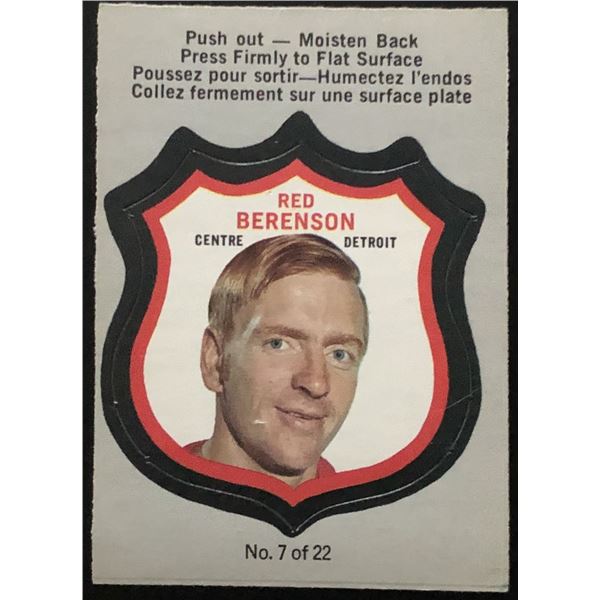 Push out — Moisten Back
Press Firmly to Flat Surface
Poussez pour sortir—Humectez l'endos
Collez fermement sur une surface plate
RED
BERENSON
CENTRE DETROIT
No. 7 of 22